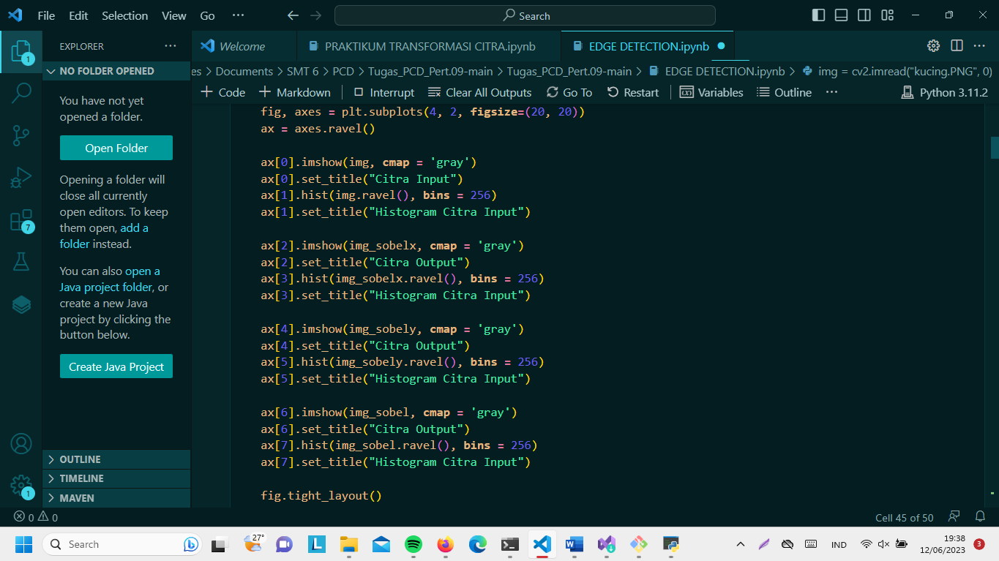 File Edit Selection View Go ···
Search
EXPLORER ···
Welcome
PRAKTIKUM TRANSFORMASI CITRA.ipynb
EDGE DETECTION.ipynb
NO FOLDER OPENED
es > Documents > SMT 6 > PCD > Tugas_PCD_Pert.09-main > Tugas_PCD_Pert.09-main > EDGE DETECTION.ipynb > img = cv2.imread("kucing.PNG", 0)
+ Code + Markdown Interrupt Clear All Outputs Go To Restart Variables Outline ··· Python 3.11.2
You have not yet
opened a folder.
Open Folder
Opening a folder will
close all currently
open editors. To keep
them open, add a
folder instead.
You can also open a
Java project folder, or
create a new Java
project by clicking the
button below.
Create Java Project
OUTLINE
TIMELINE
MAVEN
1
7
1
fig, axes = plt.subplots(4, 2, figsize=(20, 20))
ax = axes.ravel()
ax[0].imshow(img, cmap = 'gray')
ax[0].set_title("Citra Input")
ax[1].hist(img.ravel(), bins = 256)
ax[1].set_title("Histogram Citra Input")
ax[2].imshow(img_sobelx, cmap = 'gray')
ax[2].set_title("Citra Output")
ax[3].hist(img_sobelx.ravel(), bins = 256)
ax[3].set_title("Histogram Citra Input")
ax[4].imshow(img_sobely, cmap = 'gray')
ax[4].set_title("Citra Output")
ax[5].hist(img_sobely.ravel(), bins = 256)
ax[5].set_title("Histogram Citra Input")
ax[6].imshow(img_sobel, cmap = 'gray')
ax[6].set_title("Citra Output")
ax[7].hist(img_sobel.ravel(), bins = 256)
ax[7].set_title("Histogram Citra Input")
fig.tight_layout()
0 0
Cell 45 of 50
Search
27°
L
IND
19:38
12/06/2023
3